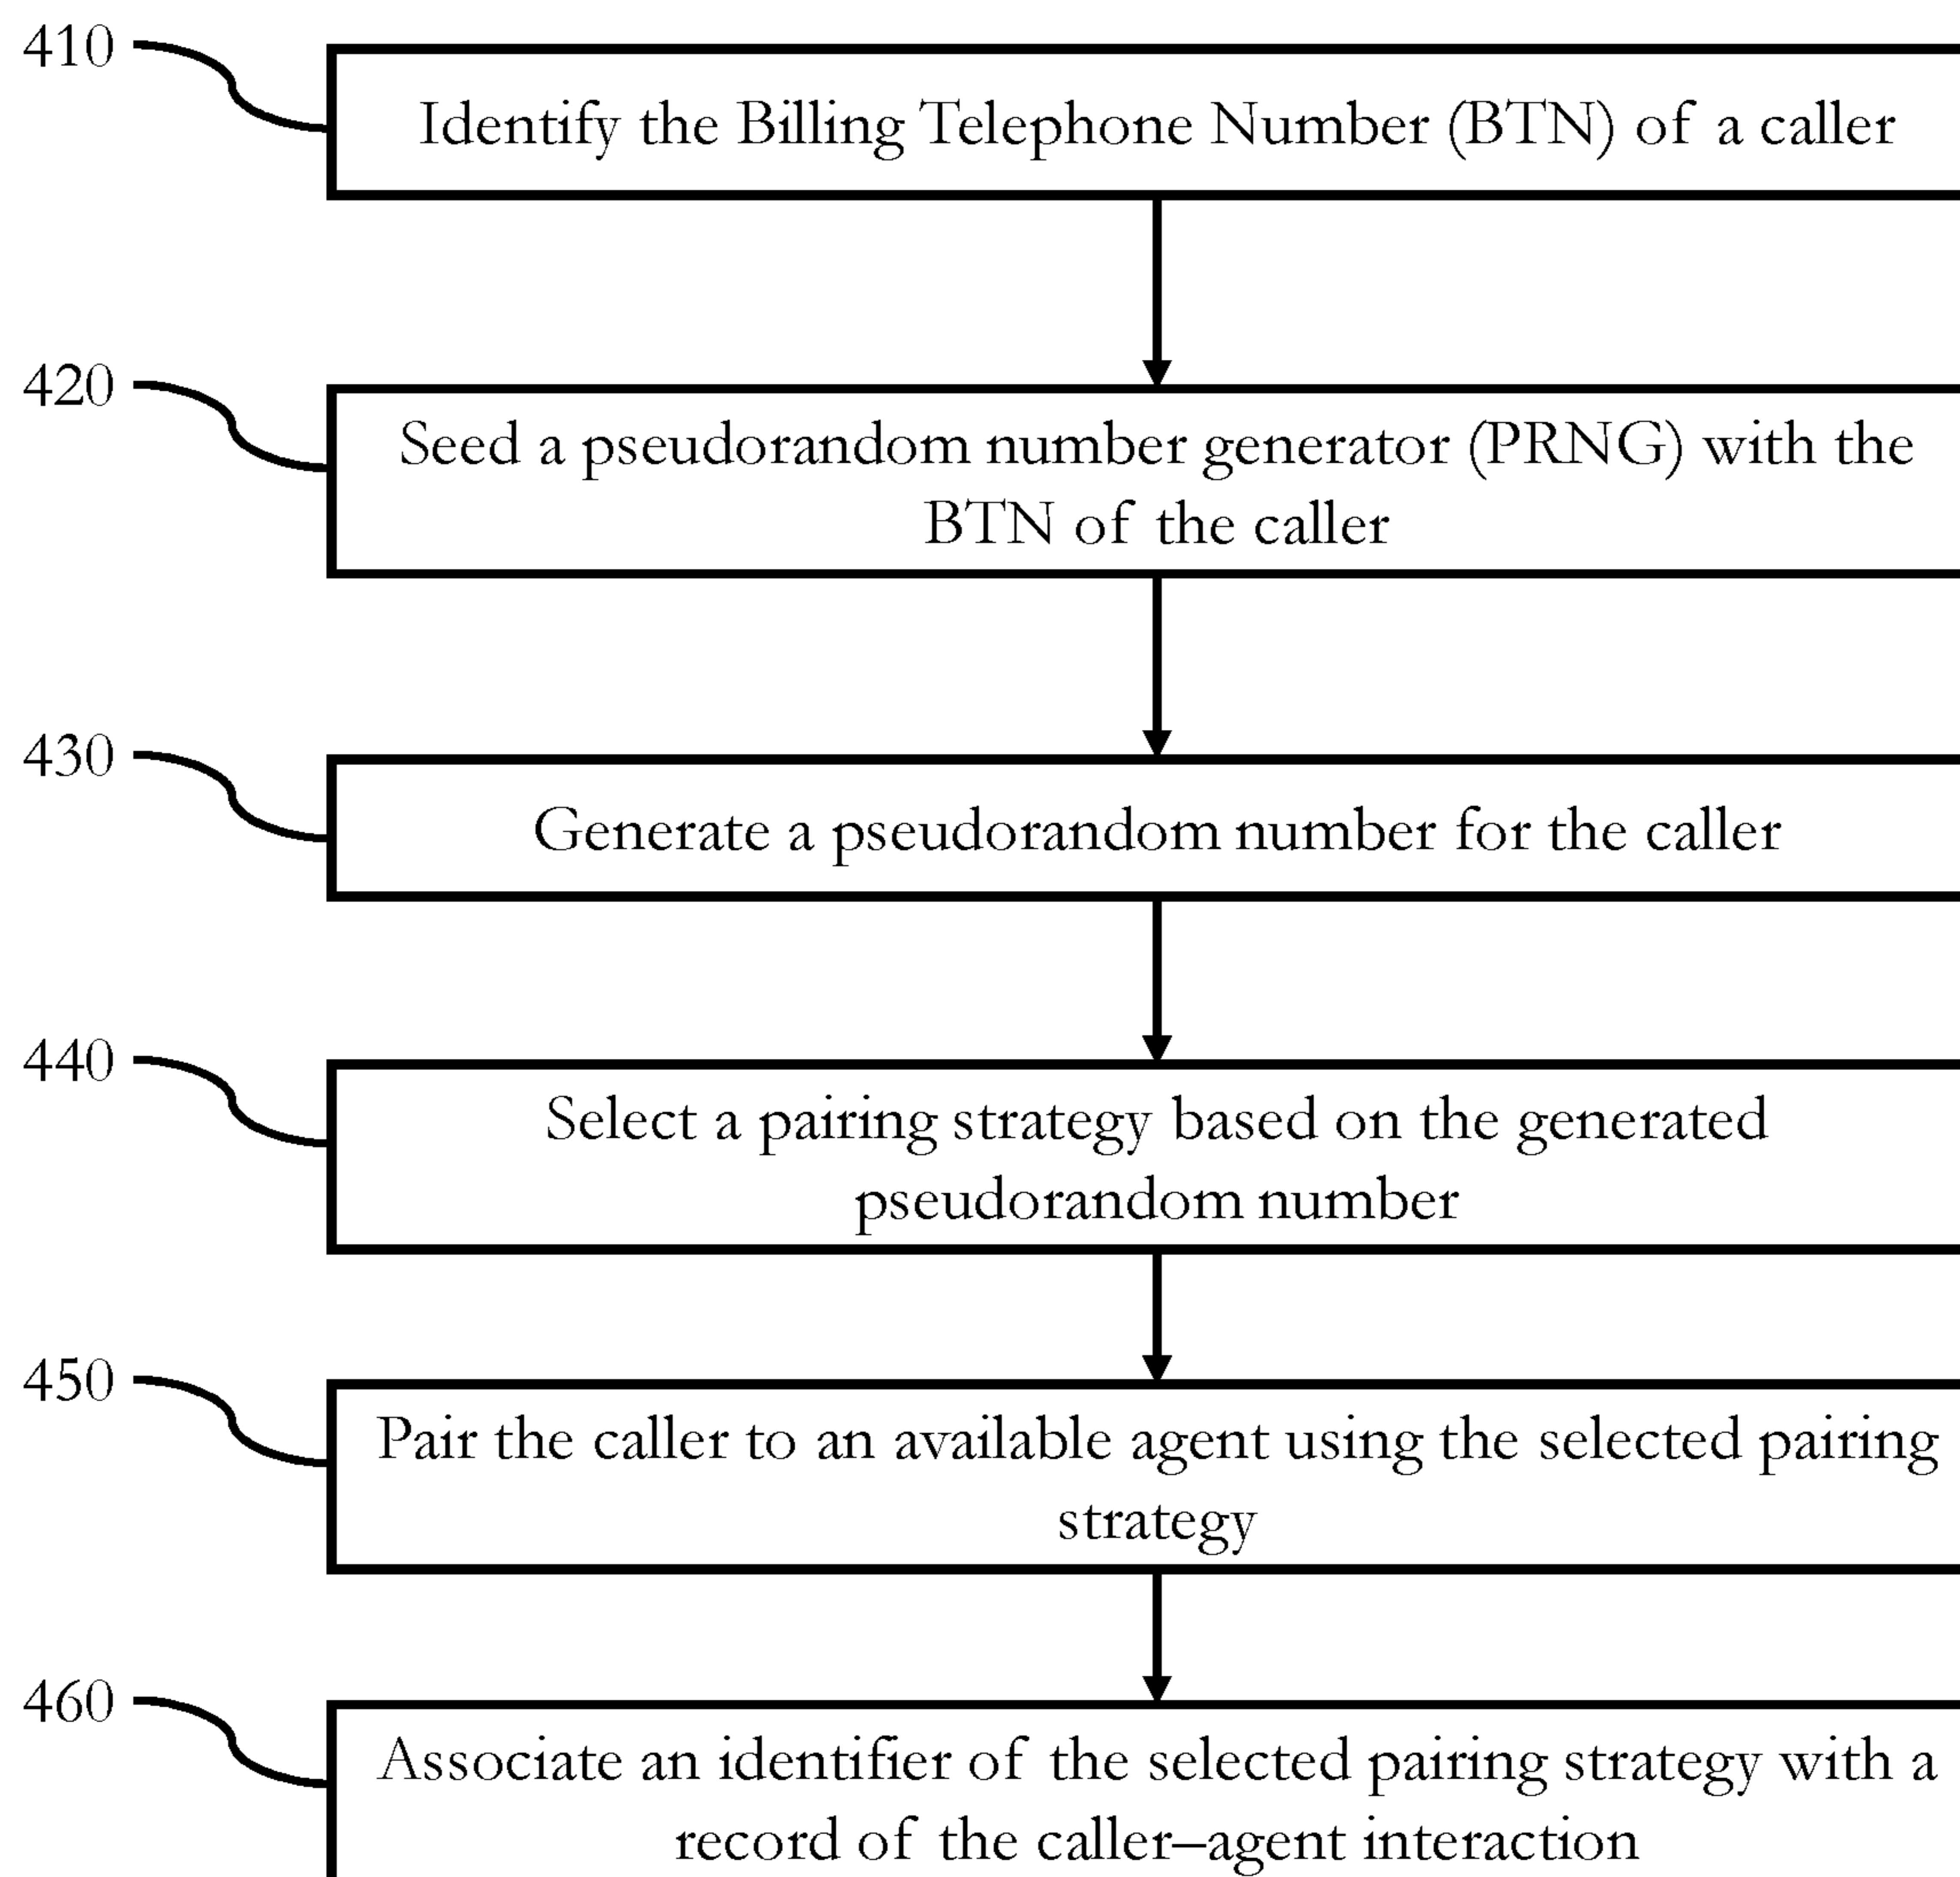 410
Identify the Billing Telephone Number (BTN) of a caller
420
Seed a pseudorandom number generator (PRNG) with the
BTN of the caller
430
Generate a pseudorandom number for the caller
440
Select a pairing strategy based on the generated
pseudorandom number
450
Pair the caller to an available agent using the selected pairing
strategy
460
Associate an identifier of the selected pairing strategy with a
record of the caller–agent interaction